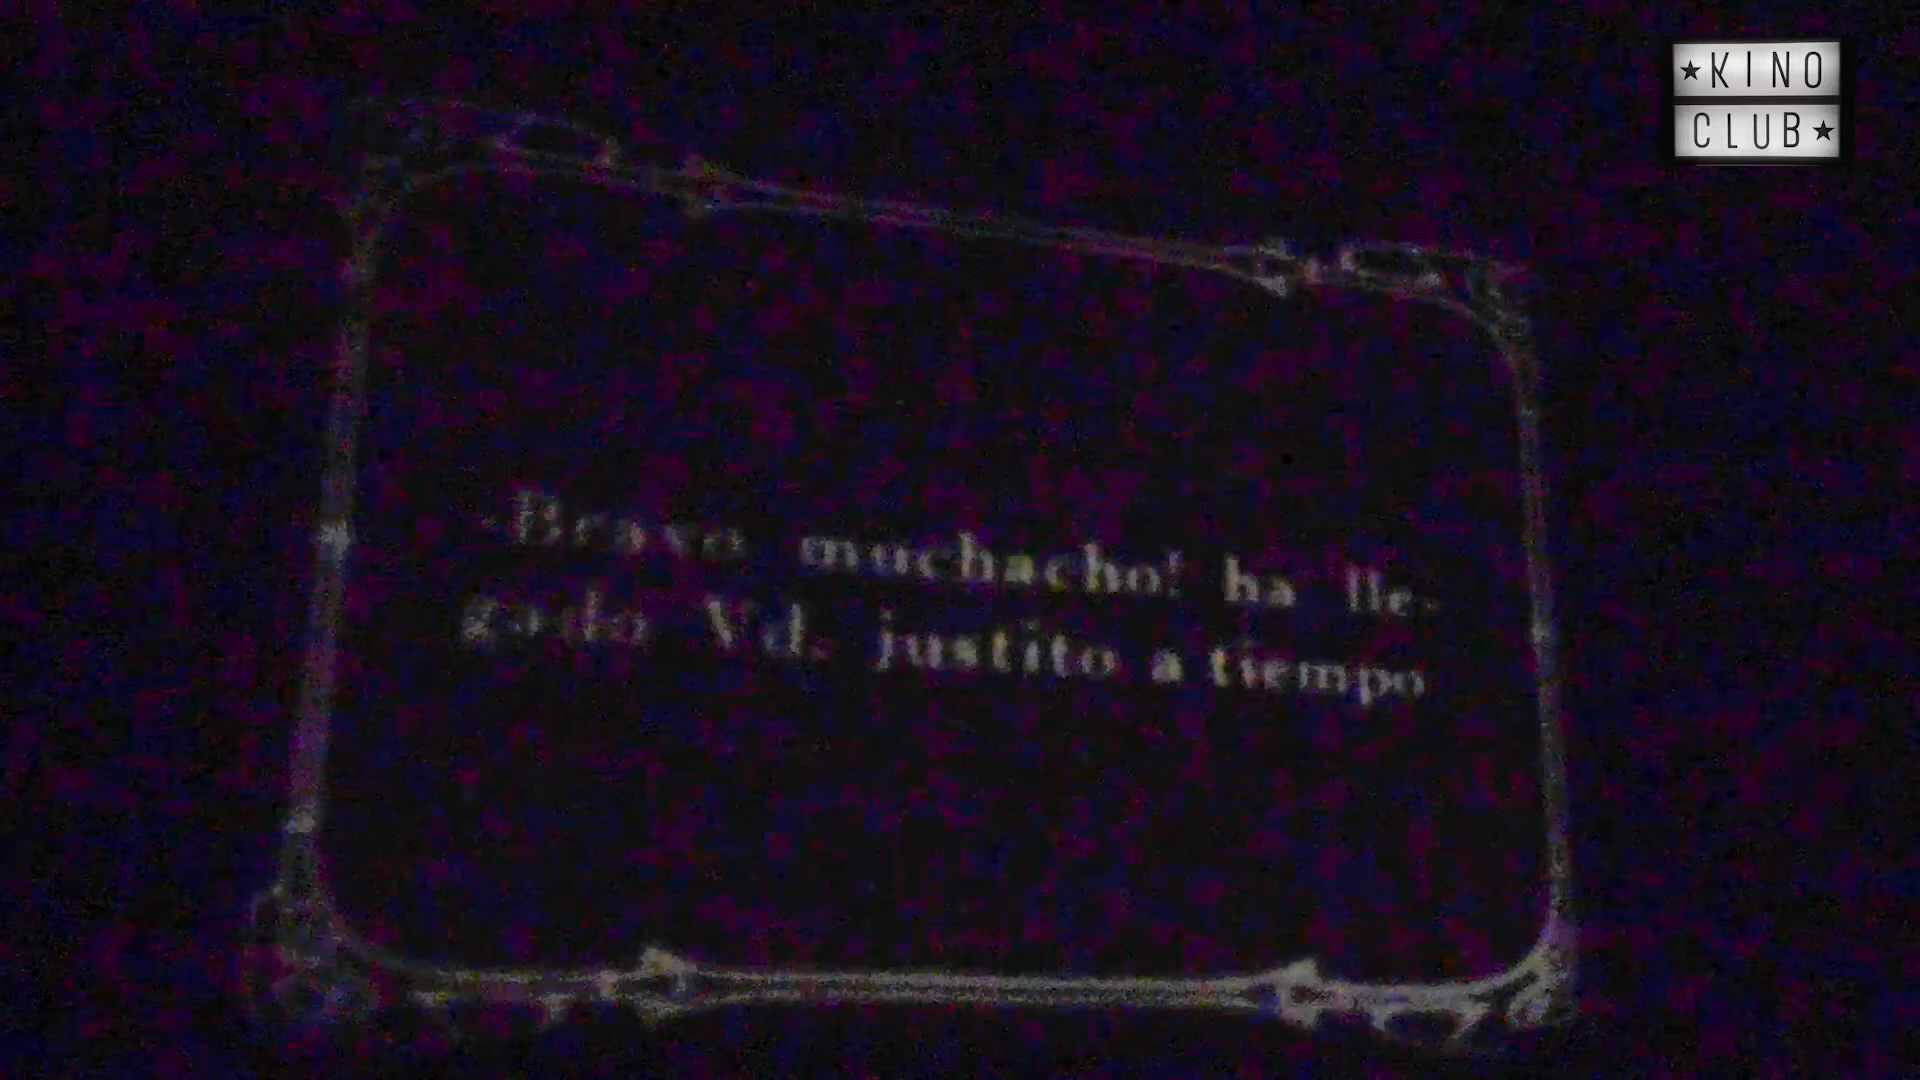 ★KINO
CLUB★
-Bravo muchacho! ha lle-
gado Vd. justito a tiempo